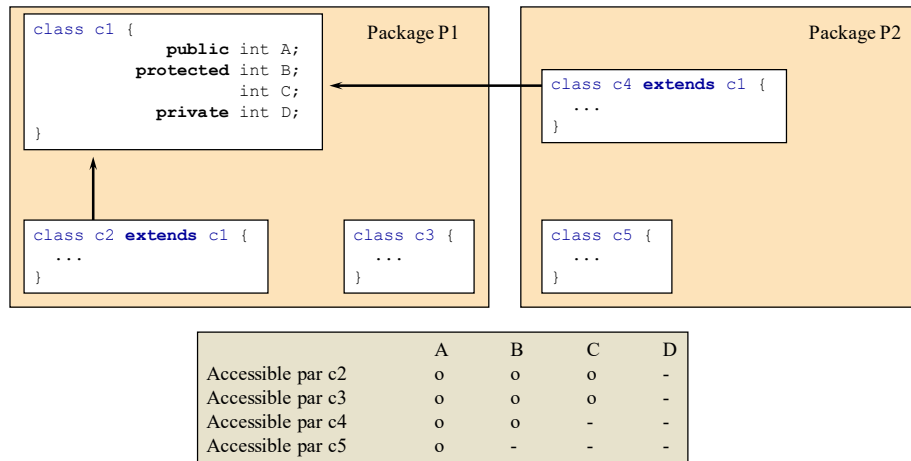 Package P1
class c1 {
public int A;
protected int B;
int C;
private int D;
}
class c2 extends c1 {
...
}
class c3 {
...
}
Package P2
class c4 extends c1 {
...
}
class c5 {
...
}
A B C D
Accessible par c2 o o o -
Accessible par c3 o o o -
Accessible par c4 o o - -
Accessible par c5 o - - -